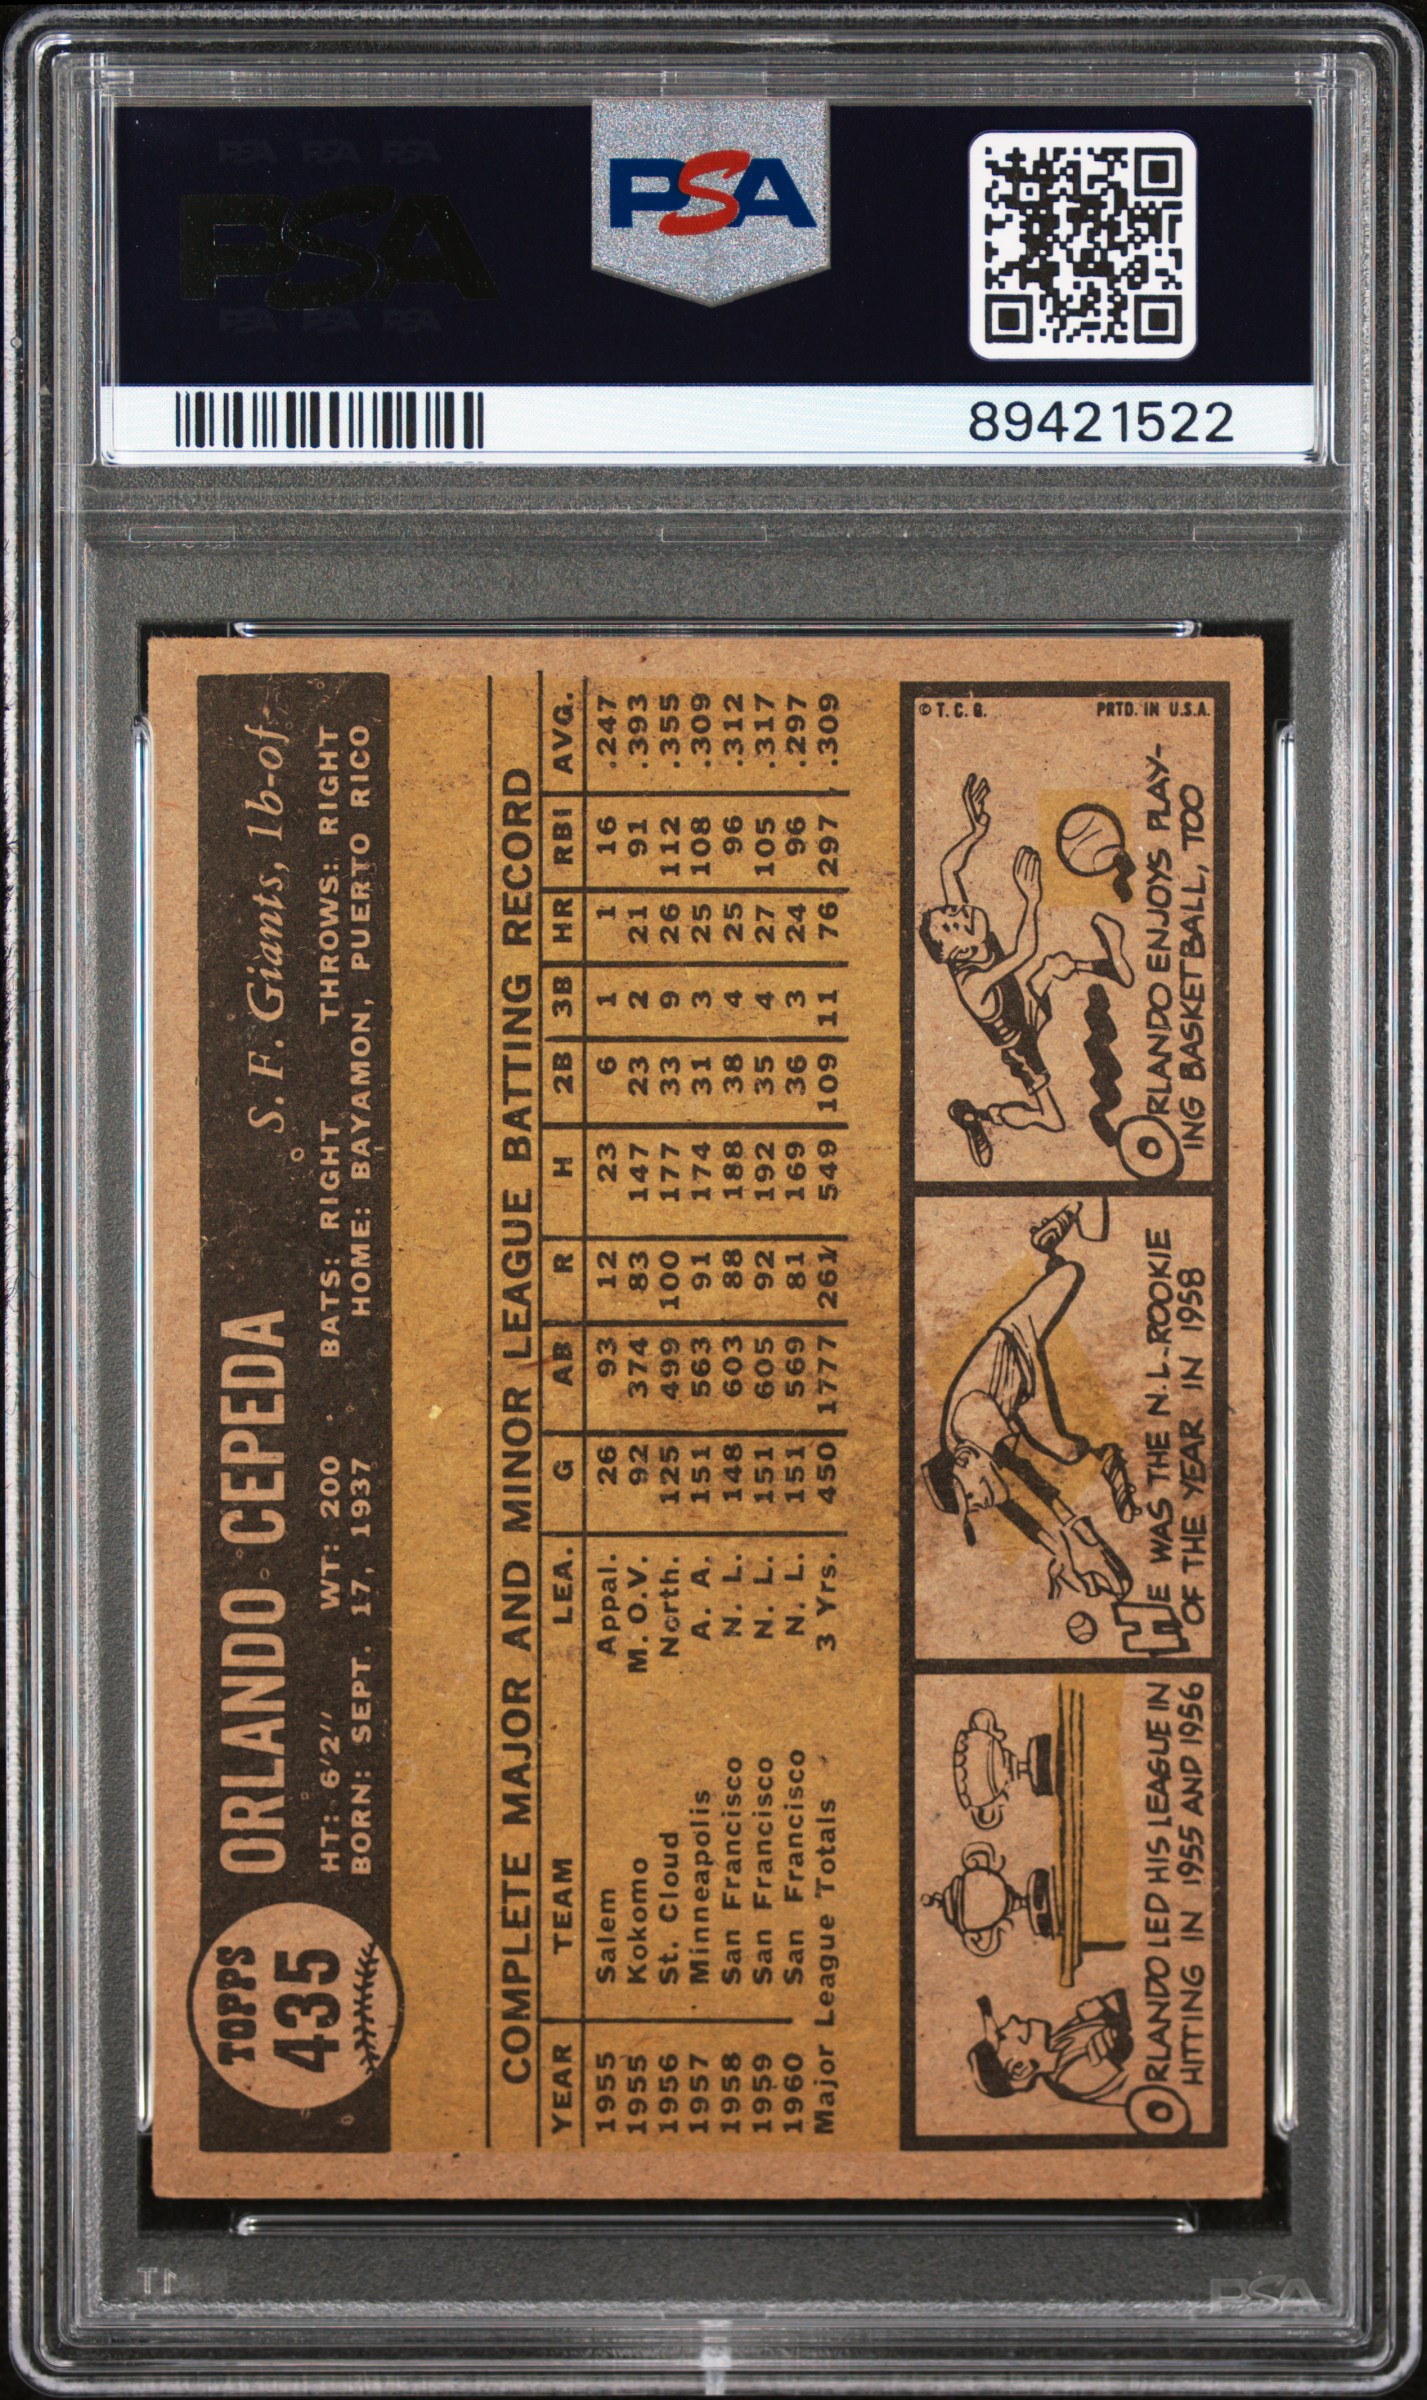 PSA PSA PSA
PSA
PSA PSA PSA
PSA
89421522
TOPPS
435
ORLANDO CEPEDA S. F. Giants, 1b-of
HT: 6'2" WT: 200 BATS: RIGHT THROWS: RIGHT
BORN: SEPT. 17, 1937 HOME: BAYAMON, PUERTO RICO
COMPLETE MAJOR AND MINOR LEAGUE BATTING RECORD
YEAR TEAM LEA. G AB R H 2B 3B HR RBI AVG.
1955 Salem Appal. 26 93 12 23 6 1 1 16 .247
1955 Kokomo M.O.V. 92 374 83 147 23 2 21 91 .393
1956 St. Cloud North. 125 499 100 177 33 9 26 112 .355
1957 Minneapolis A. A. 151 563 91 174 31 3 25 108 .309
1958 San Francisco N. L. 148 603 88 188 38 4 25 96 .312
1959 San Francisco N. L. 151 605 92 192 35 4 27 105 .317
1960 San Francisco N. L. 151 569 81 169 36 3 24 96 .297
Major League Totals 3 Yrs. 450 1777 261 549 109 11 76 297 .309
ORLANDO LED HIS LEAGUE IN
HITTING IN 1955 AND 1956
HE WAS THE N.L. ROOKIE
OF THE YEAR IN 1958
ORLANDO ENJOYS PLAY-
ING BASKETBALL, TOO
© T. C. G.
PRTD. IN U.S.A.
PSA